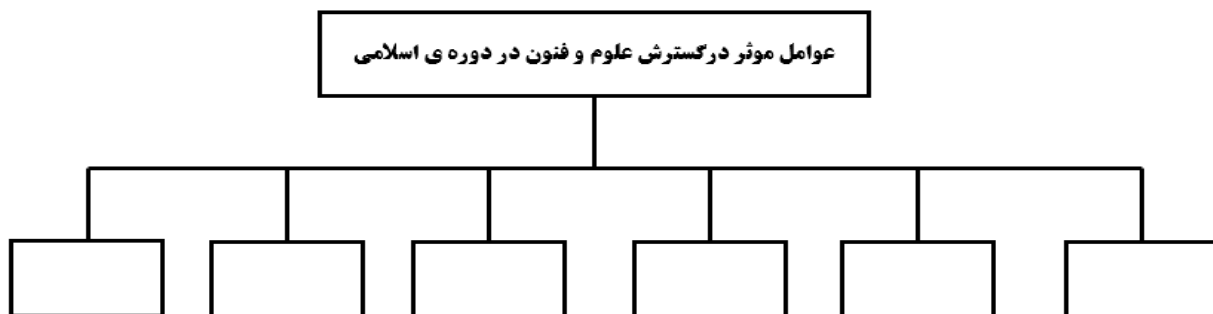 عوامل موثر درگسترش علوم و فنون در دوره ی اسلامی